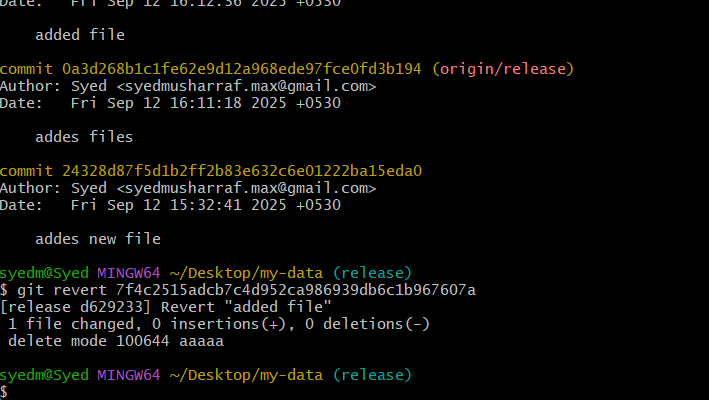 Date:   Fri Sep 12 16:12:36 2025 +0530
    added file
commit 0a3d268b1c1fe62e9d12a968ede97fce0fd3b194 (origin/release)
Author: Syed <syedmusharraf.max@gmail.com>
Date:   Fri Sep 12 16:11:18 2025 +0530
    addes files
commit 24328d87f5d1b2ff2b83e632c6e01222ba15eda0
Author: Syed <syedmusharraf.max@gmail.com>
Date:   Fri Sep 12 15:32:41 2025 +0530
    addes new file
syedm@Syed MINGW64 ~/Desktop/my-data (release)
$ git revert 7f4c2515adcb7c4d952ca986939db6c1b967607a
[release d629233] Revert "added file"
 1 file changed, 0 insertions(+), 0 deletions(-)
 delete mode 100644 aaaaa
syedm@Syed MINGW64 ~/Desktop/my-data (release)
$